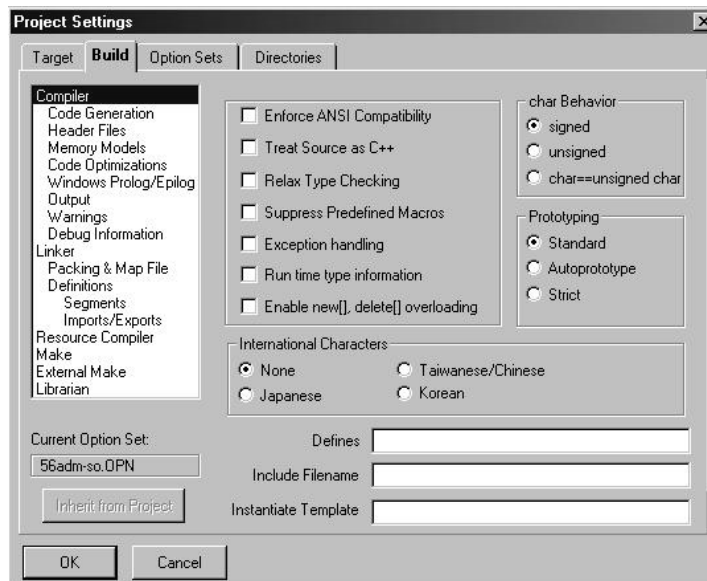 Project Settings
Target Build Option Sets Directories
Compiler
Code Generation
Header Files
Memory Models
Code Optimizations
Windows Prolog/Epilog
Output
Warnings
Debug Information
Linker
Packing & Map File
Definitions
Segments
Imports/Exports
Resource Compiler
Make
External Make
Librarian
Enforce ANSI Compatibility
Treat Source as C++
Relax Type Checking
Suppress Predefined Macros
Exception handling
Run time type information
Enable new[], delete[] overloading
char Behavior
signed
unsigned
char==unsigned char
Prototyping
Standard
Autoprototype
Strict
International Characters
None
Taiwanese/Chinese
Japanese
Korean
Current Option Set:
56adm-so.OPN
Inherit from Project
Defines
Include Filename
Instantiate Template
OK
Cancel